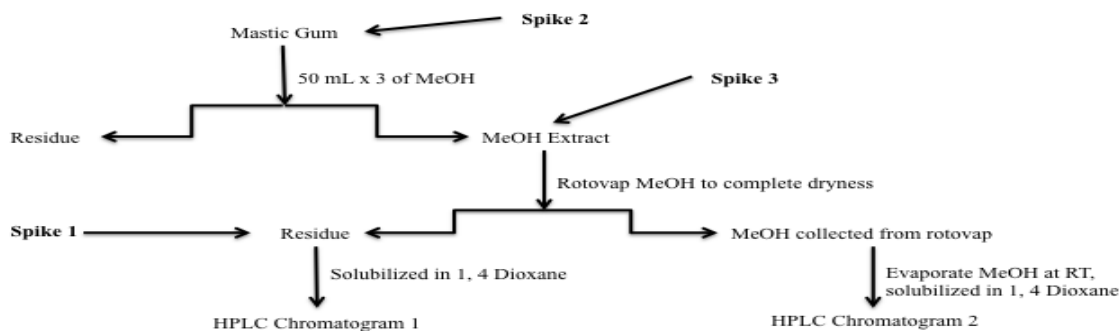 Spike 2
Mastic Gum
50 mL x 3 of MeOH
Spike 3
Residue
MeOH Extract
Rotovap MeOH to complete dryness
Spike 1
Residue
MeOH collected from rotovap
Solubilized in 1, 4 Dioxane
Evaporate MeOH at RT,
solubilized in 1, 4 Dioxane
HPLC Chromatogram 1
HPLC Chromatogram 2